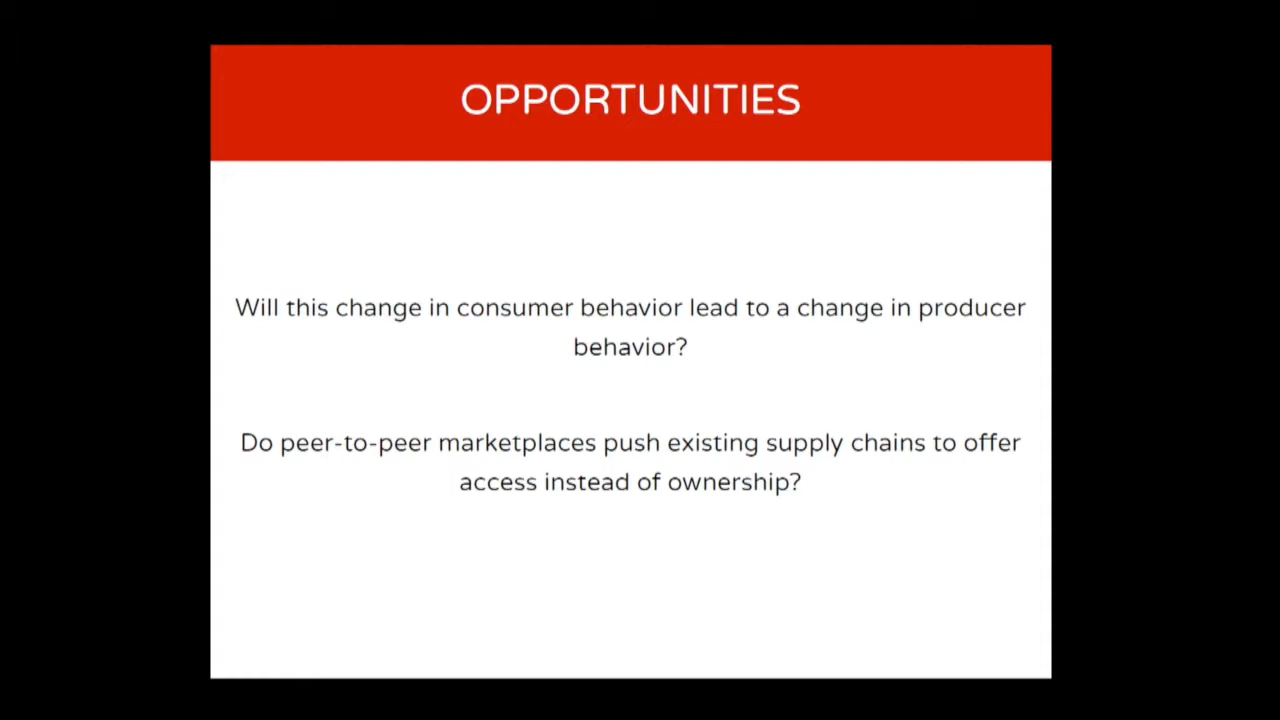 OPPORTUNITIES
Will this change in consumer behavior lead to a change in producer
behavior?
Do peer-to-peer marketplaces push existing supply chains to offer
access instead of ownership?